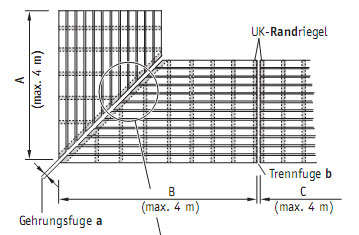 UK-Randriegel
A
(max. 4 m)
Trennfuge b
B
(max. 4 m)
C
(max. 4 m)
Gehrungsfuge a